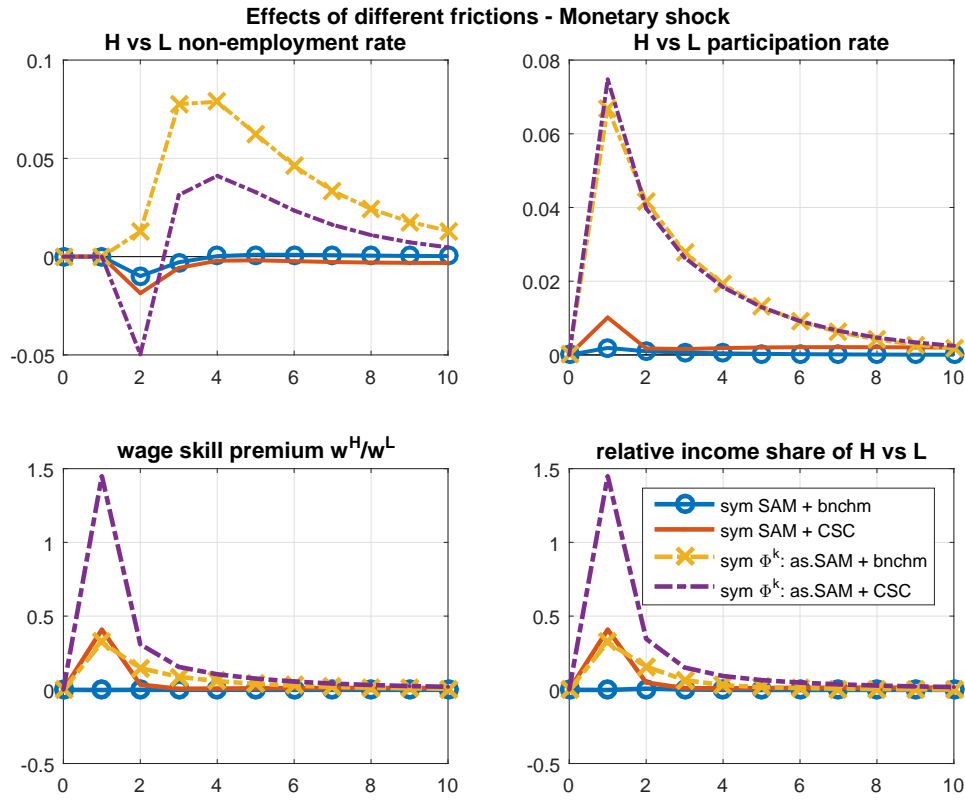 Effects of different frictions - Monetary shock
H vs L non-employment rate
0.1
0.05
0
-0.05
0 2 4 6 8 10
H vs L participation rate
0.08
0.06
0.04
0.02
0
0 2 4 6 8 10
wage skill premium w^H/w^L
1.5
1
0.5
0
-0.5
0 2 4 6 8 10
relative income share of H vs L
1.5
1
0.5
0
-0.5
0 2 4 6 8 10
sym SAM + bnchm
sym SAM + CSC
sym Φ^k: as.SAM + bnchm
sym Φ^k: as.SAM + CSC